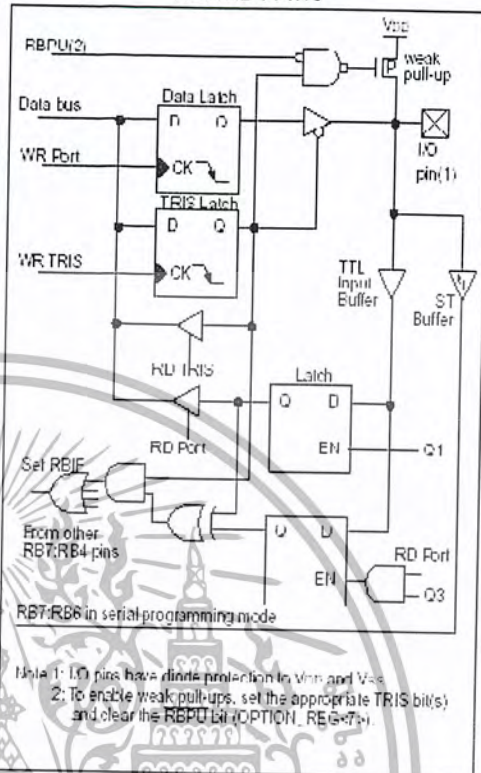 VDD
RBPU(2)
weak
pull-up
P
Data bus
Data Latch
D Q
WR Port
CK
I/O
pin(1)
TRIS Latch
D Q
WR TRIS
CK
TTL
Input
Buffer
ST
Buffer
RD TRIS
Latch
Q D
RD Port
EN
Q1
Set RBIF
From other
RB7:RB4 pins
Q D
RD Port
EN
Q3
RB7:RB6 in serial programming mode
Note 1: I/O pins have diode protection to VDD and VSS
2: To enable weak pull-ups, set the appropriate TRIS bit(s)
and clear the RBPU bit (OPTION_REG<7>).